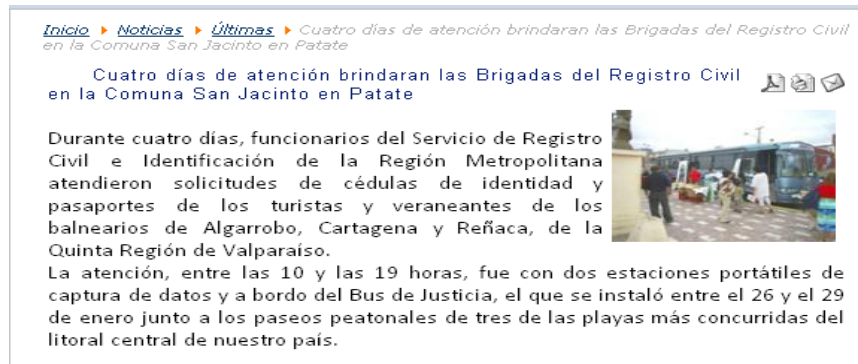 Inicio ▸ Noticias ▸ Últimas ▸ Cuatro días de atención brindaran las Brigadas del Registro Civil
en la Comuna San Jacinto en Patate
Cuatro días de atención brindaran las Brigadas del Registro Civil
en la Comuna San Jacinto en Patate
Durante cuatro días, funcionarios del Servicio de Registro
Civil e Identificación de la Región Metropolitana
atendieron solicitudes de cédulas de identidad y
pasaportes de los turistas y veraneantes de los
balnearios de Algarrobo, Cartagena y Reñaca, de la
Quinta Región de Valparaíso.
La atención, entre las 10 y las 19 horas, fue con dos estaciones portátiles de
captura de datos y a bordo del Bus de Justicia, el que se instaló entre el 26 y el 29
de enero junto a los paseos peatonales de tres de las playas más concurridas del
litoral central de nuestro país.